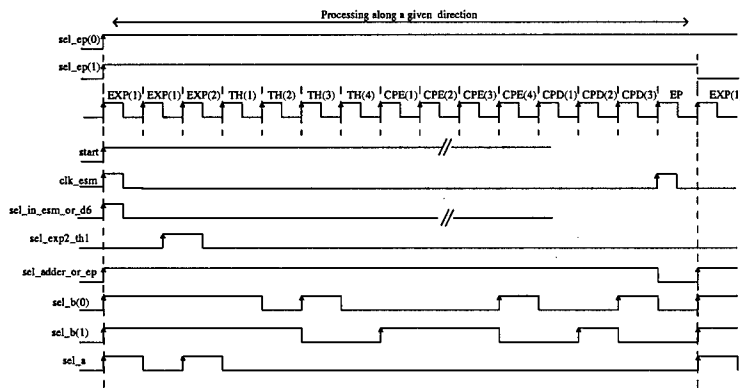 Processing along a given direction
sel_ep(0)
sel_ep(1)
EXP(1) EXP(1) EXP(2) TH(1) TH(2) TH(3) TH(4) CPE(1) CPE(2) CPE(3) CPE(4) CPD(1) CPD(2) CPD(3) EP EXP(1
start
clk_esm
sel_in_esm_or_d6
sel_exp2_th1
sel_adder_or_ep
sel_b(0)
sel_b(1)
sel_a